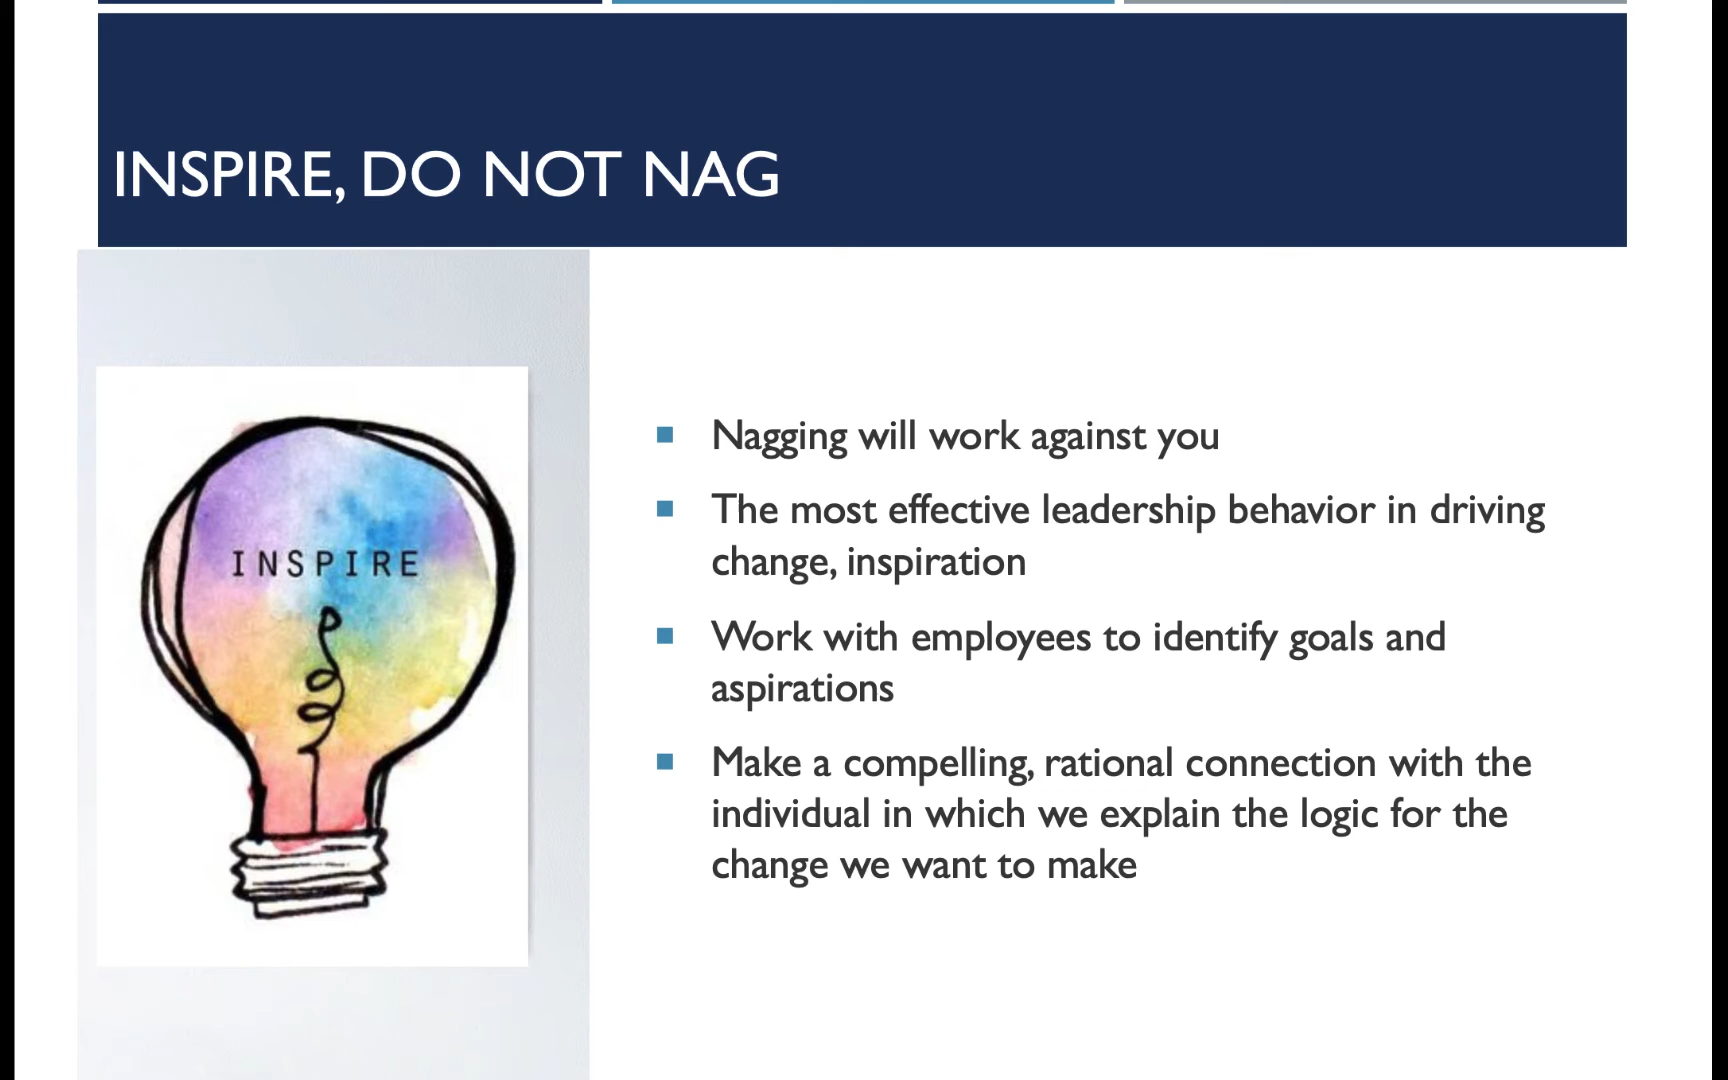 INSPIRE, DO NOT NAG
INSPIRE
Nagging will work against you
The most effective leadership behavior in driving
change, inspiration
Work with employees to identify goals and
aspirations
Make a compelling, rational connection with the
individual in which we explain the logic for the
change we want to make